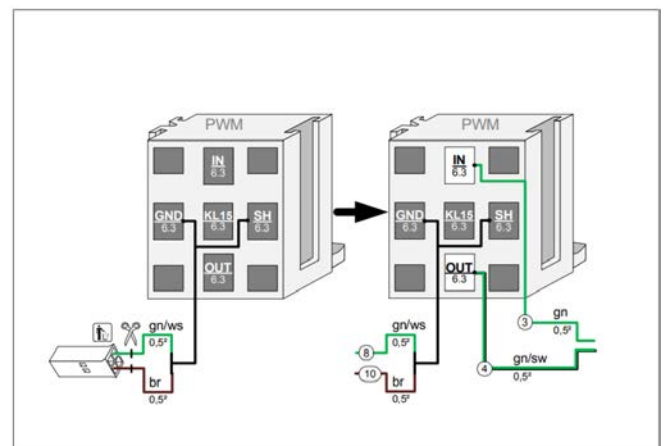 PWM
IN
6.3
GND
6.3
KL15
6.3
SH
6.3
OUT
6.3
gn/ws
0,5²
br
0,5²
PWM
IN
6.3
GND
6.3
KL15
6.3
SH
6.3
OUT
6.3
gn/ws
0,5²
8
10
br
0,5²
3
gn
0,5²
4
gn/sw
0,5²